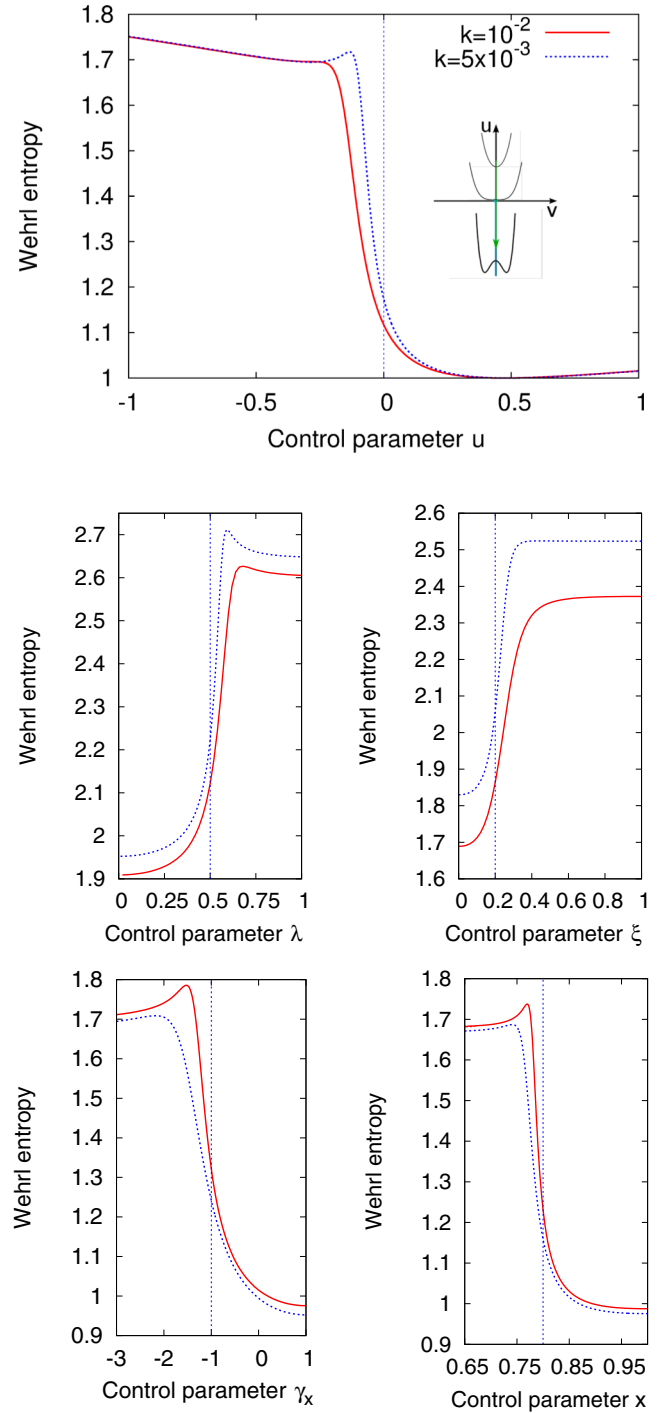 1.8
1.7
1.6
1.5
1.4
1.3
1.2
1.1
1
Wehrl entropy
k=10⁻²
k=5x10⁻³
u
v
-1 -0.5 0 0.5 1
Control parameter u
2.7
2.6
2.5
2.4
2.3
2.2
2.1
2
1.9
Wehrl entropy
0 0.25 0.5 0.75 1
Control parameter λ
2.6
2.5
2.4
2.3
2.2
2.1
2
1.9
1.8
1.7
1.6
Wehrl entropy
0 0.2 0.4 0.6 0.8 1
Control parameter ξ
1.8
1.7
1.6
1.5
1.4
1.3
1.2
1.1
1
0.9
Wehrl entropy
-3 -2 -1 0 1
Control parameter γₓ
1.8
1.7
1.6
1.5
1.4
1.3
1.2
1.1
1
0.9
Wehrl entropy
0.65 0.75 0.85 0.95
Control parameter x